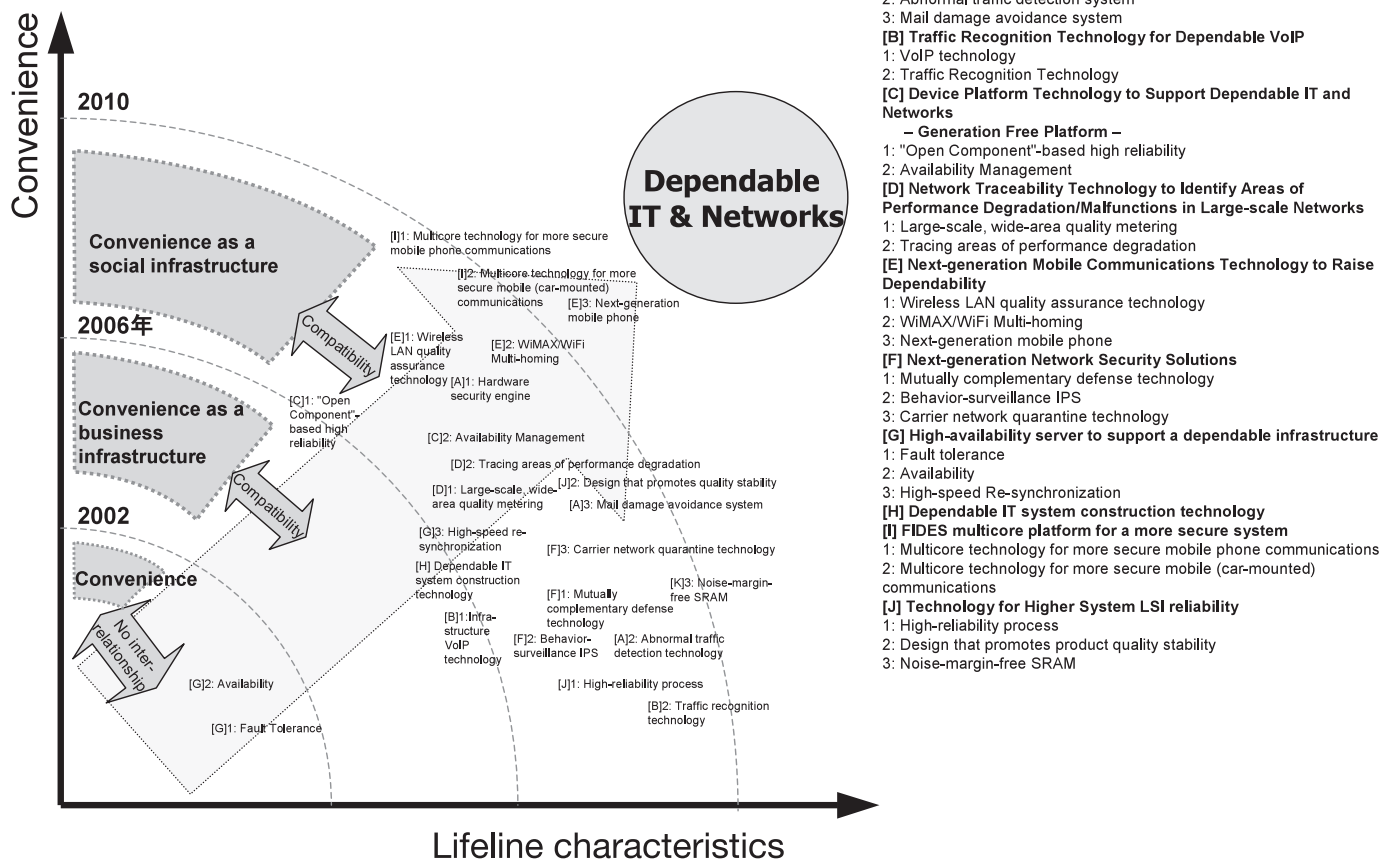 Convenience
2010
Convenience as a
social infrastructure
2006年
Convenience as a
business
infrastructure
2002
Convenience
Compatibility
Compatibility
No inter-
relationship
Dependable
IT & Networks
[I]1: Multicore technology for more secure
mobile phone communications
[I]2: Multicore technology for more
secure mobile (car-mounted)
communications
[E]3: Next-generation
mobile phone
[E]1: Wireless
LAN quality
assurance
technology
[E]2: WiMAX/WiFi
Multi-homing
[A]1: Hardware
security engine
[C]1: "Open
Component"-
based high
reliability
[C]2: Availability Management
[D]2: Tracing areas of performance degradation
[D]1: Large-scale, wide-
area quality metering
[J]2: Design that promotes quality stability
[A]3: Mail damage avoidance system
[G]3: High-speed re-
synchronization
[F]3: Carrier network quarantine technology
[H] Dependable IT
system construction
technology
[K]3: Noise-margin-
free SRAM
[F]1: Mutually
complementary defense
technology
[B]1:Infra-
structure
VoIP
technology
[F]2: Behavior-
surveillance IPS
[A]2: Abnormal traffic
detection technology
[G]2: Availability
[J]1: High-reliability process
[B]2: Traffic recognition
technology
[G]1: Fault Tolerance
Lifeline characteristics
2: Abnormal traffic detection system
3: Mail damage avoidance system
[B] Traffic Recognition Technology for Dependable VoIP
1: VoIP technology
2: Traffic Recognition Technology
[C] Device Platform Technology to Support Dependable IT and
Networks
– Generation Free Platform –
1: "Open Component"-based high reliability
2: Availability Management
[D] Network Traceability Technology to Identify Areas of
Performance Degradation/Malfunctions in Large-scale Networks
1: Large-scale, wide-area quality metering
2: Tracing areas of performance degradation
[E] Next-generation Mobile Communications Technology to Raise
Dependability
1: Wireless LAN quality assurance technology
2: WiMAX/WiFi Multi-homing
3: Next-generation mobile phone
[F] Next-generation Network Security Solutions
1: Mutually complementary defense technology
2: Behavior-surveillance IPS
3: Carrier network quarantine technology
[G] High-availability server to support a dependable infrastructure
1: Fault tolerance
2: Availability
3: High-speed Re-synchronization
[H] Dependable IT system construction technology
[I] FIDES multicore platform for a more secure system
1: Multicore technology for more secure mobile phone communications
2: Multicore technology for more secure mobile (car-mounted)
communications
[J] Technology for Higher System LSI reliability
1: High-reliability process
2: Design that promotes product quality stability
3: Noise-margin-free SRAM